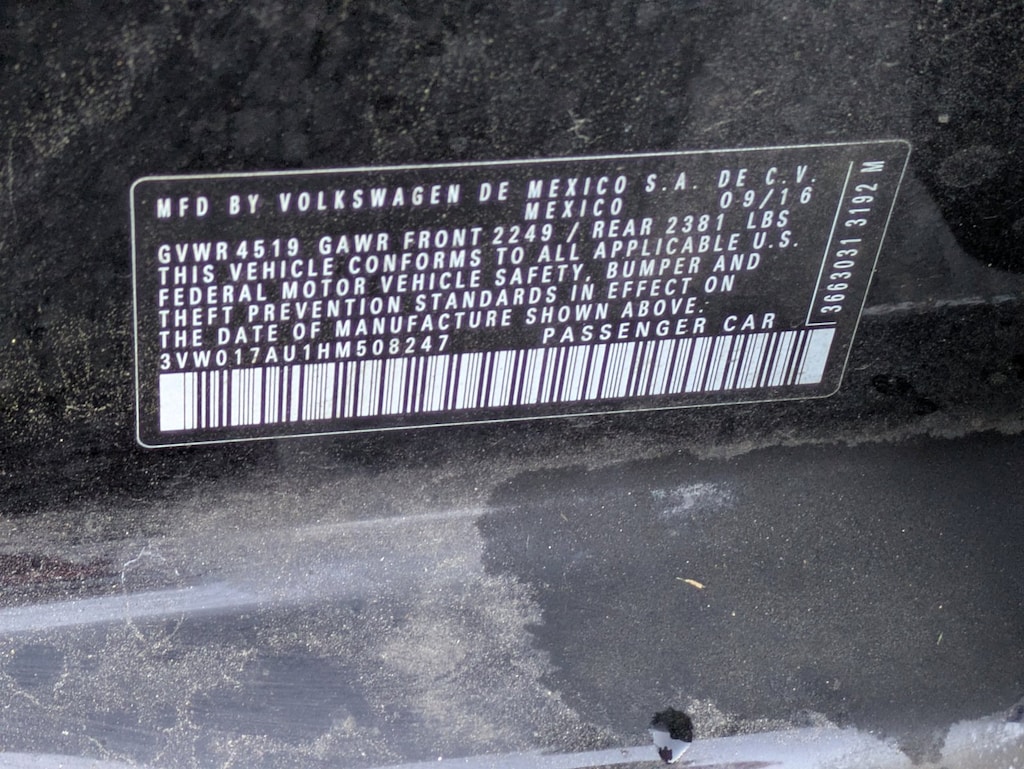 MFD BY VOLKSWAGEN DE MEXICO S.A. DE C.V.
MEXICO 09/16
GVWR 4519 GAWR FRONT 2249 / REAR 2381 LBS
THIS VEHICLE CONFORMS TO ALL APPLICABLE U.S.
FEDERAL MOTOR VEHICLE SAFETY, BUMPER AND
THEFT PREVENTION STANDARDS IN EFFECT ON
THE DATE OF MANUFACTURE SHOWN ABOVE.
3VW017AU1HM508247 PASSENGER CAR
3663031 3192 M